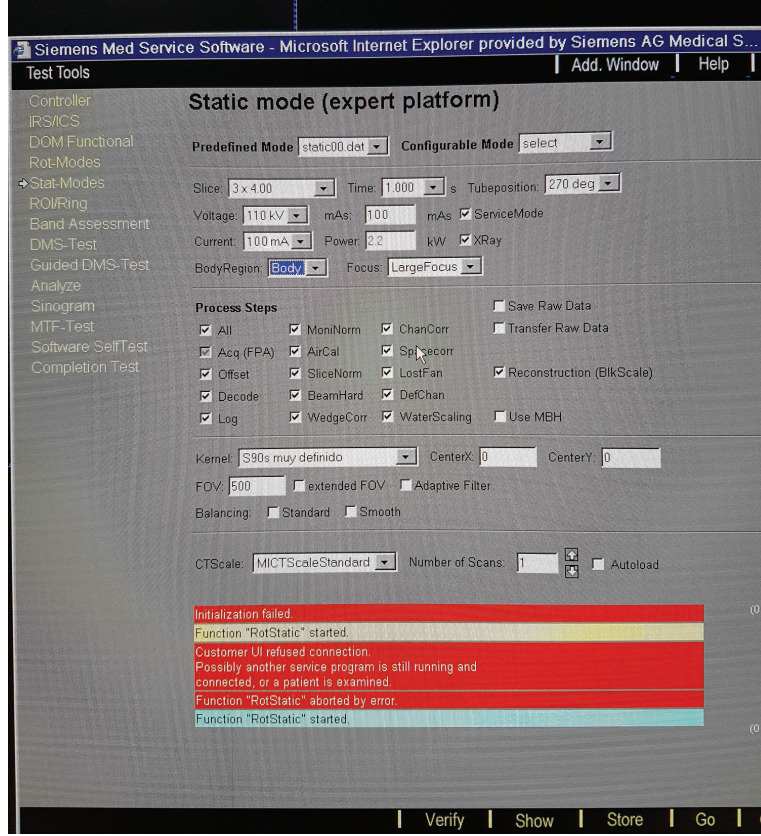 Siemens Med Service Software - Microsoft Internet Explorer provided by Siemens AG Medical S...
Test Tools
Add. Window
Help
Controller
IRS/ICS
DOM Functional
Rot-Modes
Stat-Modes
ROI/Ring
Band Assessment
DMS-Test
Guided DMS-Test
Analyze
Sinogram
MTF-Test
Software SelfTest
Completion Test
Static mode (expert platform)
Predefined Mode static00.dat Configurable Mode select
Slice: 3 x 4.00 Time: 1.000 s Tubeposition: 270 deg
Voltage: 110 kV mAs: 100 mAs ServiceMode
Current: 100 mA Power: 2.2 kW XRay
BodyRegion: Body Focus: LargeFocus
Process Steps Save Raw Data
All MoniNorm ChanCorr Transfer Raw Data
Acq (FPA) AirCal
Offset SliceNorm LostFan Reconstruction (BlkScale)
Decode BeamHard DefChan
Log WedgeCorr WaterScaling Use MBH
Kernel: S90s muy definido CenterX: 0 CenterY: 0
FOV: 500 extended FOV Adaptive Filter
Balancing: Standard Smooth
CTScale: MICTScaleStandard Number of Scans: 1 Autoload
Initialization failed. (0
Function "RotStatic" started.
Customer UI refused connection.
Possibly another service program is still running and
connected, or a patient is examined.
Function "RotStatic" aborted by error.
Function "RotStatic" started.
(0
Verify Show Store Go